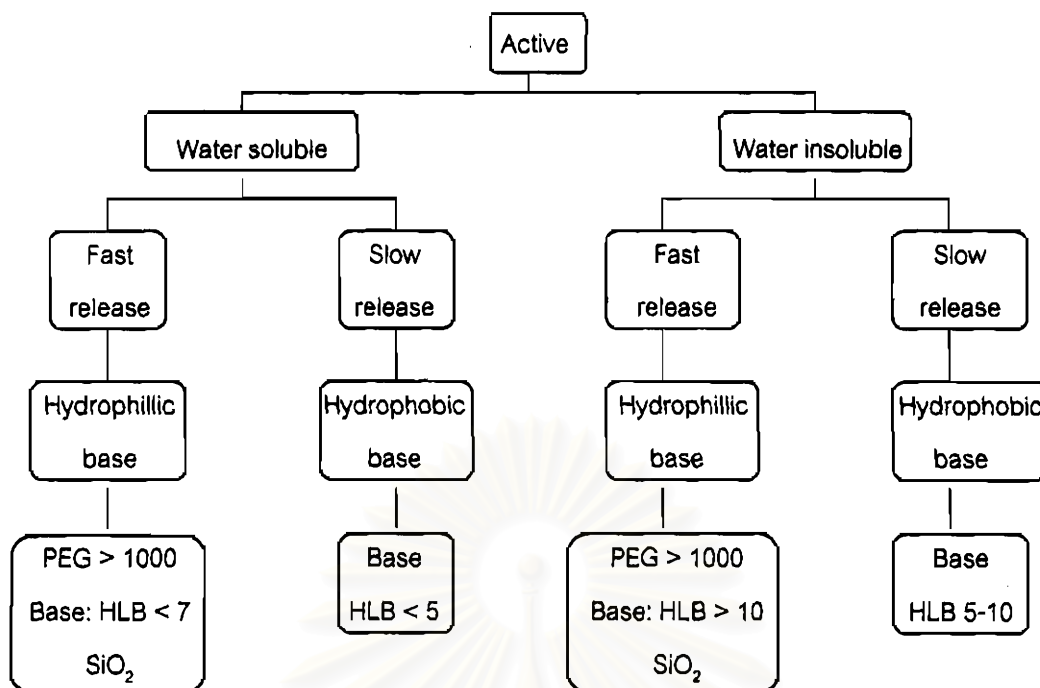 Active
Water soluble
Water insoluble
Fast
release
Slow
release
Fast
release
Slow
release
Hydrophillic
base
Hydrophobic
base
Hydrophillic
base
Hydrophobic
base
PEG > 1000
Base: HLB < 7
SiO₂
Base
HLB < 5
PEG > 1000
Base: HLB > 10
SiO₂
Base
HLB 5-10